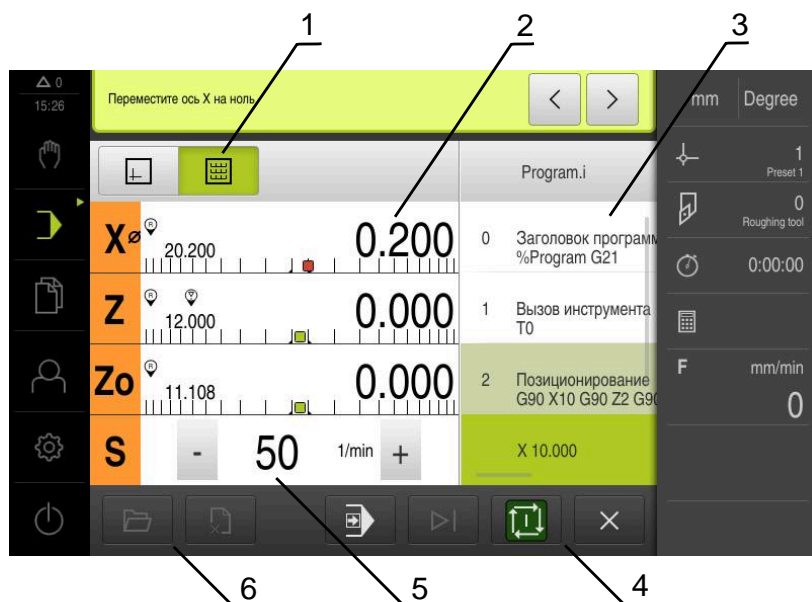 1
2
3
0
15:26
Переместите ось X на ноль
mm
Degree
Program.i
1
Preset 1
0
Roughing tool
X⌀
R
20.200
0.200
0
Заголовок програм
%Program G21
0:00:00
Z
R
12.000
0.000
1
Вызов инструмента
T0
Zo
R
11.108
0.000
2
Позиционирование
G90 X10 G90 Z2 G90
F
mm/min
0
S
-
50
1/min
+
X 10.000
6
5
4